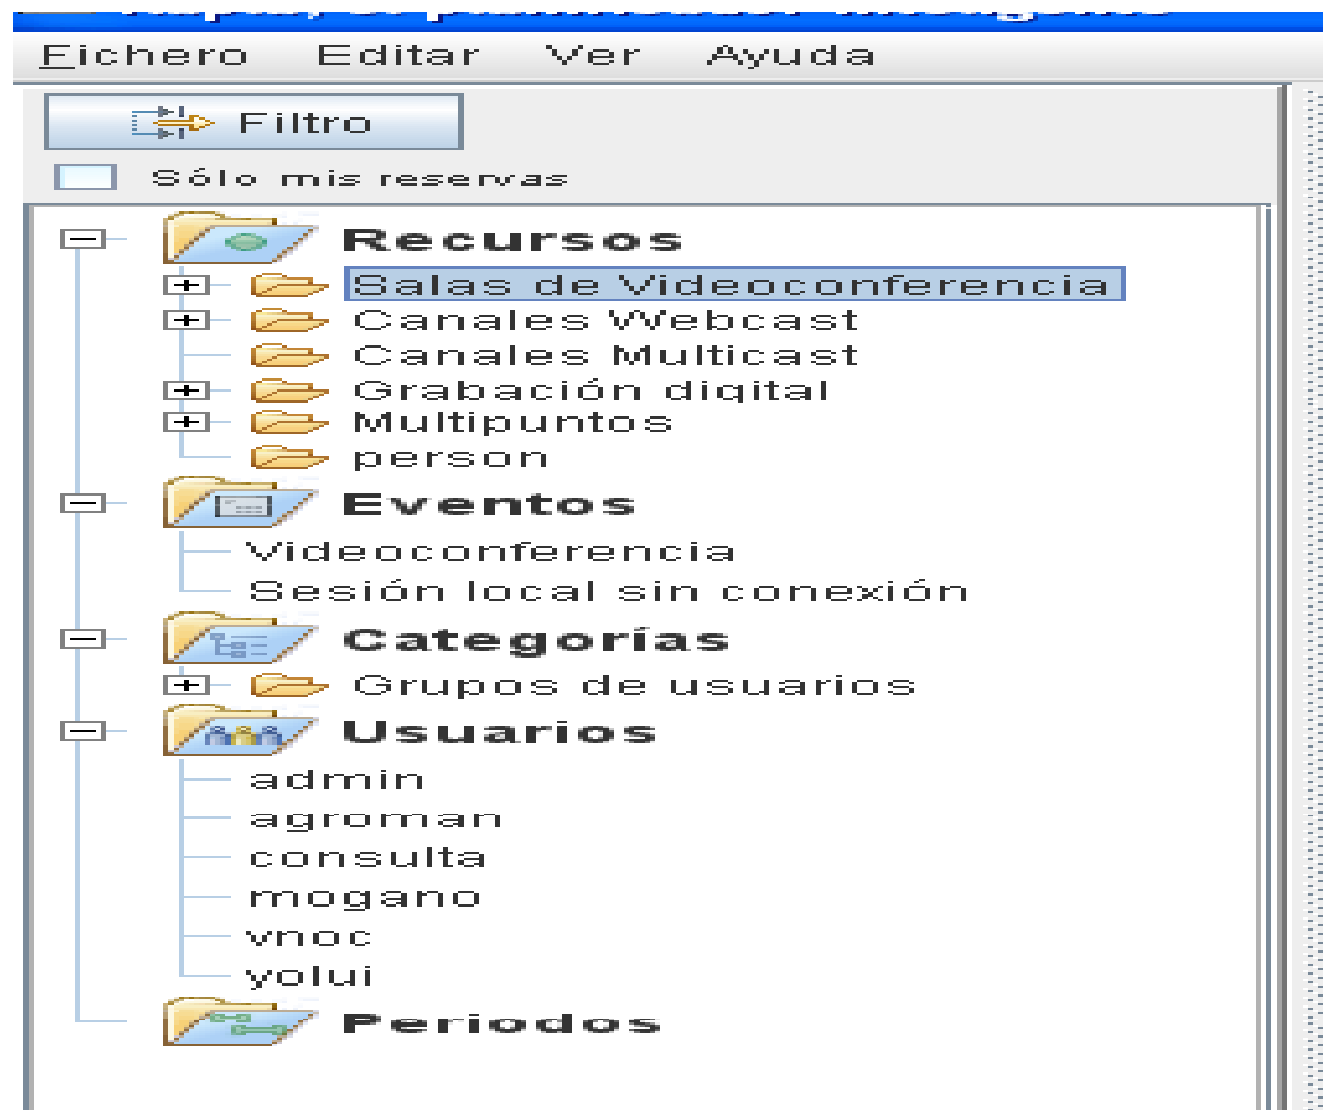 Fichero Editar Ver Ayuda
Filtro
Sólo mis reservas
Recursos
Salas de Videoconferencia
Canales Webcast
Canales Multicast
Grabación digital
Multipuntos
person
Eventos
Videoconferencia
Sesión local sin conexión
Categorías
Grupos de usuarios
Usuarios
admin
agroman
consulta
mogano
vnoc
yolui
Periodos